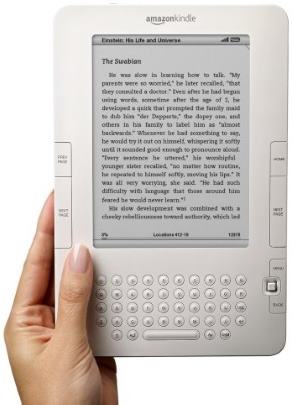 amazonkindle
Einstein: His Life and Universe
The Swabian
He was slow in learning how to talk. "My
parents were so worried," he later recalled, "that
they consulted a doctor." Even after he had begun
using words, sometime after the age of 2, he
developed a quirk that prompted the family maid
to dub him "der Depperte," the dopey one, and
others in his family to label him as "almost
backwards." Whenever he had something to say,
he would try it out on himself, whispering it softly
until it sounded good enough to pronounce aloud.
"Every sentence he uttered," his worshipful
younger sister recalled, "no matter how routine,
he repeated to himself softly, moving his lips." It
was all very worrying, she said. "He had such
difficulty with language that those around him
feared he would never learn."
His slow development was combined with a
cheeky rebelliousness toward authority, which led
Locations 412-19
PREV
PAGE
NEXT
PAGE
HOME
NEXT
PAGE
MENU
BACK